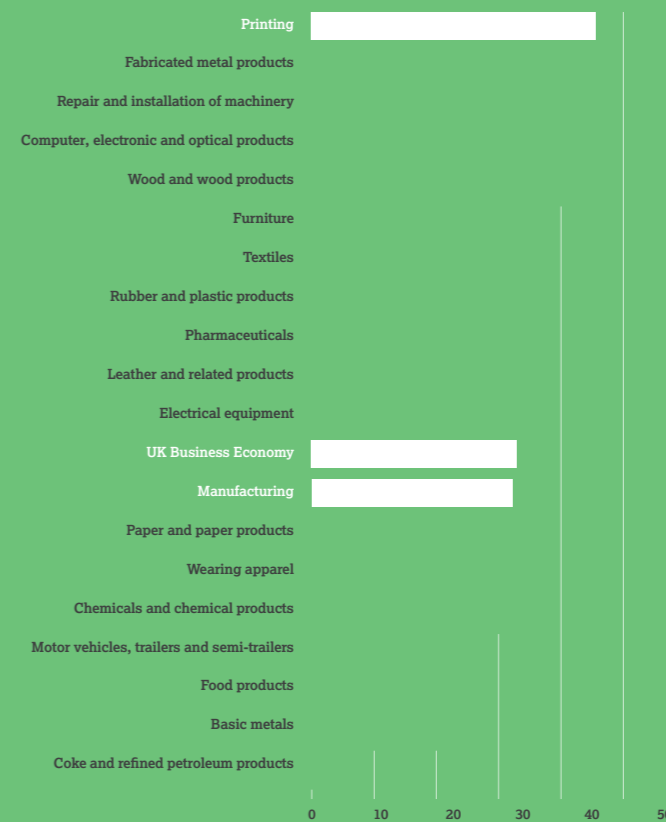 Printing
Fabricated metal products
Repair and installation of machinery
Computer, electronic and optical products
Wood and wood products
Furniture
Textiles
Rubber and plastic products
Pharmaceuticals
Leather and related products
Electrical equipment
UK Business Economy
Manufacturing
Paper and paper products
Wearing apparel
Chemicals and chemical products
Motor vehicles, trailers and semi-trailers
Food products
Basic metals
Coke and refined petroleum products
0 10 20 30 40 50